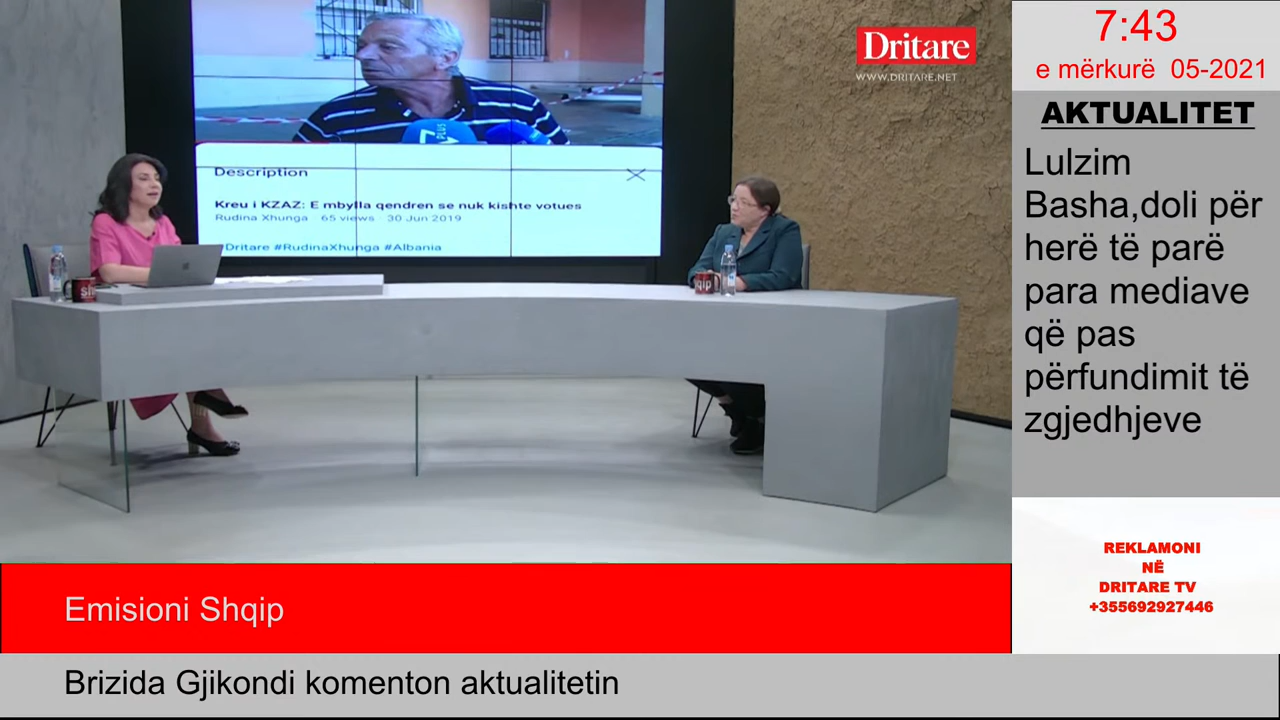 Dritare
WWW.DRITARE.NET
PLUS
Description
Kreu i KZAZ: E mbylla qendren se nuk kishte votues
Rudina Xhunga 65 views 30 Jun 2019
#Dritare #RudinaXhunga #Albania
qip
7:43
e mërkurë 05-2021
AKTUALITET
Lulzim
Basha,doli për
herë të parë
para mediave
që pas
përfundimit të
zgjedhjeve
REKLAMONI
NË
DRITARE TV
+355692927446
Emisioni Shqip
Brizida Gjikondi komenton aktualitetin